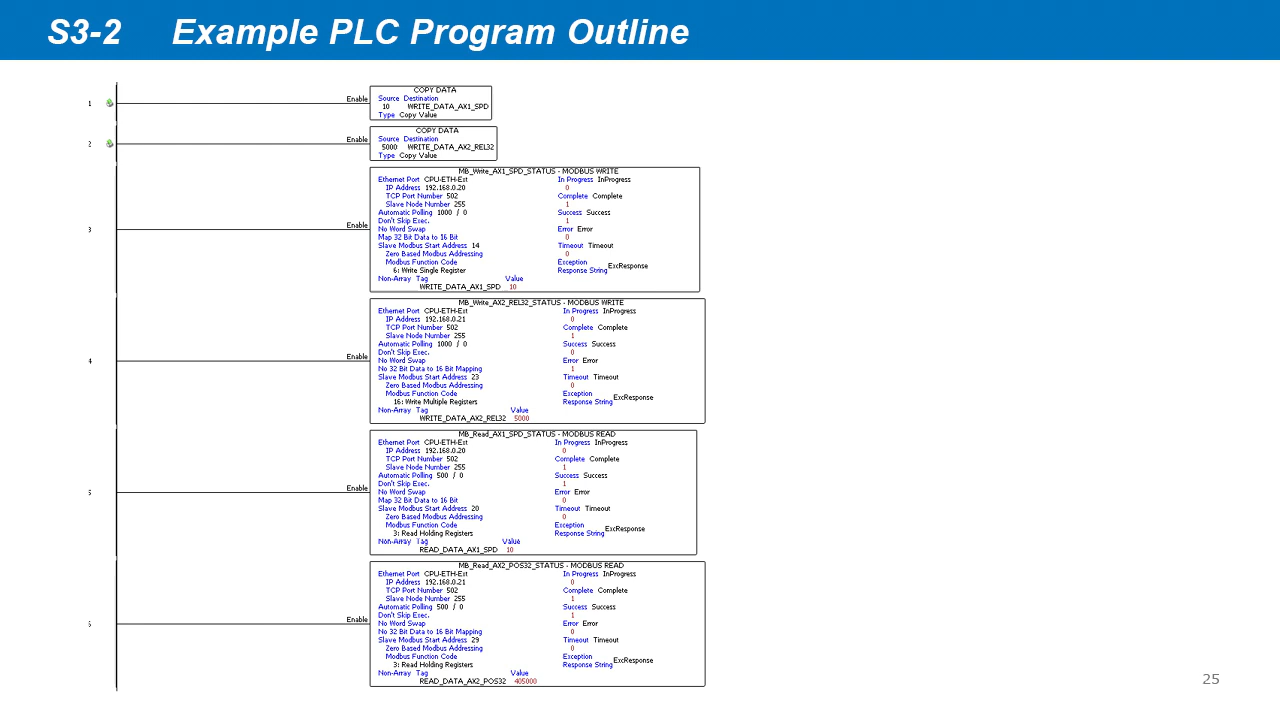 S3-2 Example PLC Program Outline
1 Enable COPY DATA
Source Destination
10 WRITE_DATA_AX1_SPD
Type Copy Value
2 Enable COPY DATA
Source Destination
5000 WRITE_DATA_AX2_REL32
Type Copy Value
3 Enable MB_Write_AX1_SPD_STATUS - MODBUS WRITE
Ethernet Port CPU-ETH-Ext In Progress InProgress
IP Address 192.168.0.20 0
TCP Port Number 502 Complete Complete
Slave Node Number 255 1
Automatic Polling 1000 / 0 Success Success
Don't Skip Exec. 1
No Word Swap Error Error
Map 32 Bit Data to 16 Bit 0
Slave Modbus Start Address 14 Timeout Timeout
Zero Based Modbus Addressing 0
Modbus Function Code Exception ExcResponse
6: Write Single Register Response String
Non-Array Tag Value
WRITE_DATA_AX1_SPD 10
4 Enable MB_Write_AX2_REL32_STATUS - MODBUS WRITE
Ethernet Port CPU-ETH-Ext In Progress InProgress
IP Address 192.168.0.21 0
TCP Port Number 502 Complete Complete
Slave Node Number 255 1
Automatic Polling 1000 / 0 Success Success
Don't Skip Exec. 0
No Word Swap Error Error
No 32 Bit Data to 16 Bit Mapping 1
Slave Modbus Start Address 23 Timeout Timeout
Zero Based Modbus Addressing 0
Modbus Function Code Exception ExcResponse
16: Write Multiple Registers Response String
Non-Array Tag Value
WRITE_DATA_AX2_REL32 5000
5 Enable MB_Read_AX1_SPD_STATUS - MODBUS READ
Ethernet Port CPU-ETH-Ext In Progress InProgress
IP Address 192.168.0.20 0
TCP Port Number 502 Complete Complete
Slave Node Number 255 1
Automatic Polling 500 / 0 Success Success
Don't Skip Exec. 1
No Word Swap Error Error
Map 32 Bit Data to 16 Bit 0
Slave Modbus Start Address 20 Timeout Timeout
Zero Based Modbus Addressing 0
Modbus Function Code Exception ExcResponse
3: Read Holding Registers Response String
Non-Array Tag Value
READ_DATA_AX1_SPD 10
6 Enable MB_Read_AX2_POS32_STATUS - MODBUS READ
Ethernet Port CPU-ETH-Ext In Progress InProgress
IP Address 192.168.0.21 0
TCP Port Number 502 Complete Complete
Slave Node Number 255 1
Automatic Polling 500 / 0 Success Success
Don't Skip Exec. 1
No Word Swap Error Error
No 32 Bit Data to 16 Bit Mapping 0
Slave Modbus Start Address 29 Timeout Timeout
Zero Based Modbus Addressing 0
Modbus Function Code Exception ExcResponse
3: Read Holding Registers Response String
Non-Array Tag Value
READ_DATA_AX2_POS32 405000
25